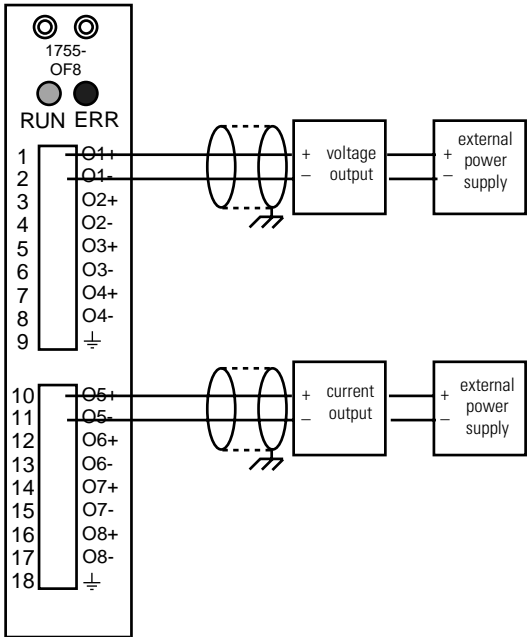 1755-
OF8
RUN ERR
1 O1+
2 O1-
3 O2+
4 O2-
5 O3+
6 O3-
7 O4+
8 O4-
9
+ voltage
output
–
+ external
power
supply
–
10 O5+
11 O5-
12 O6+
13 O6-
14 O7+
15 O7-
16 O8+
17 O8-
18
+ current
output
–
+ external
power
supply
–